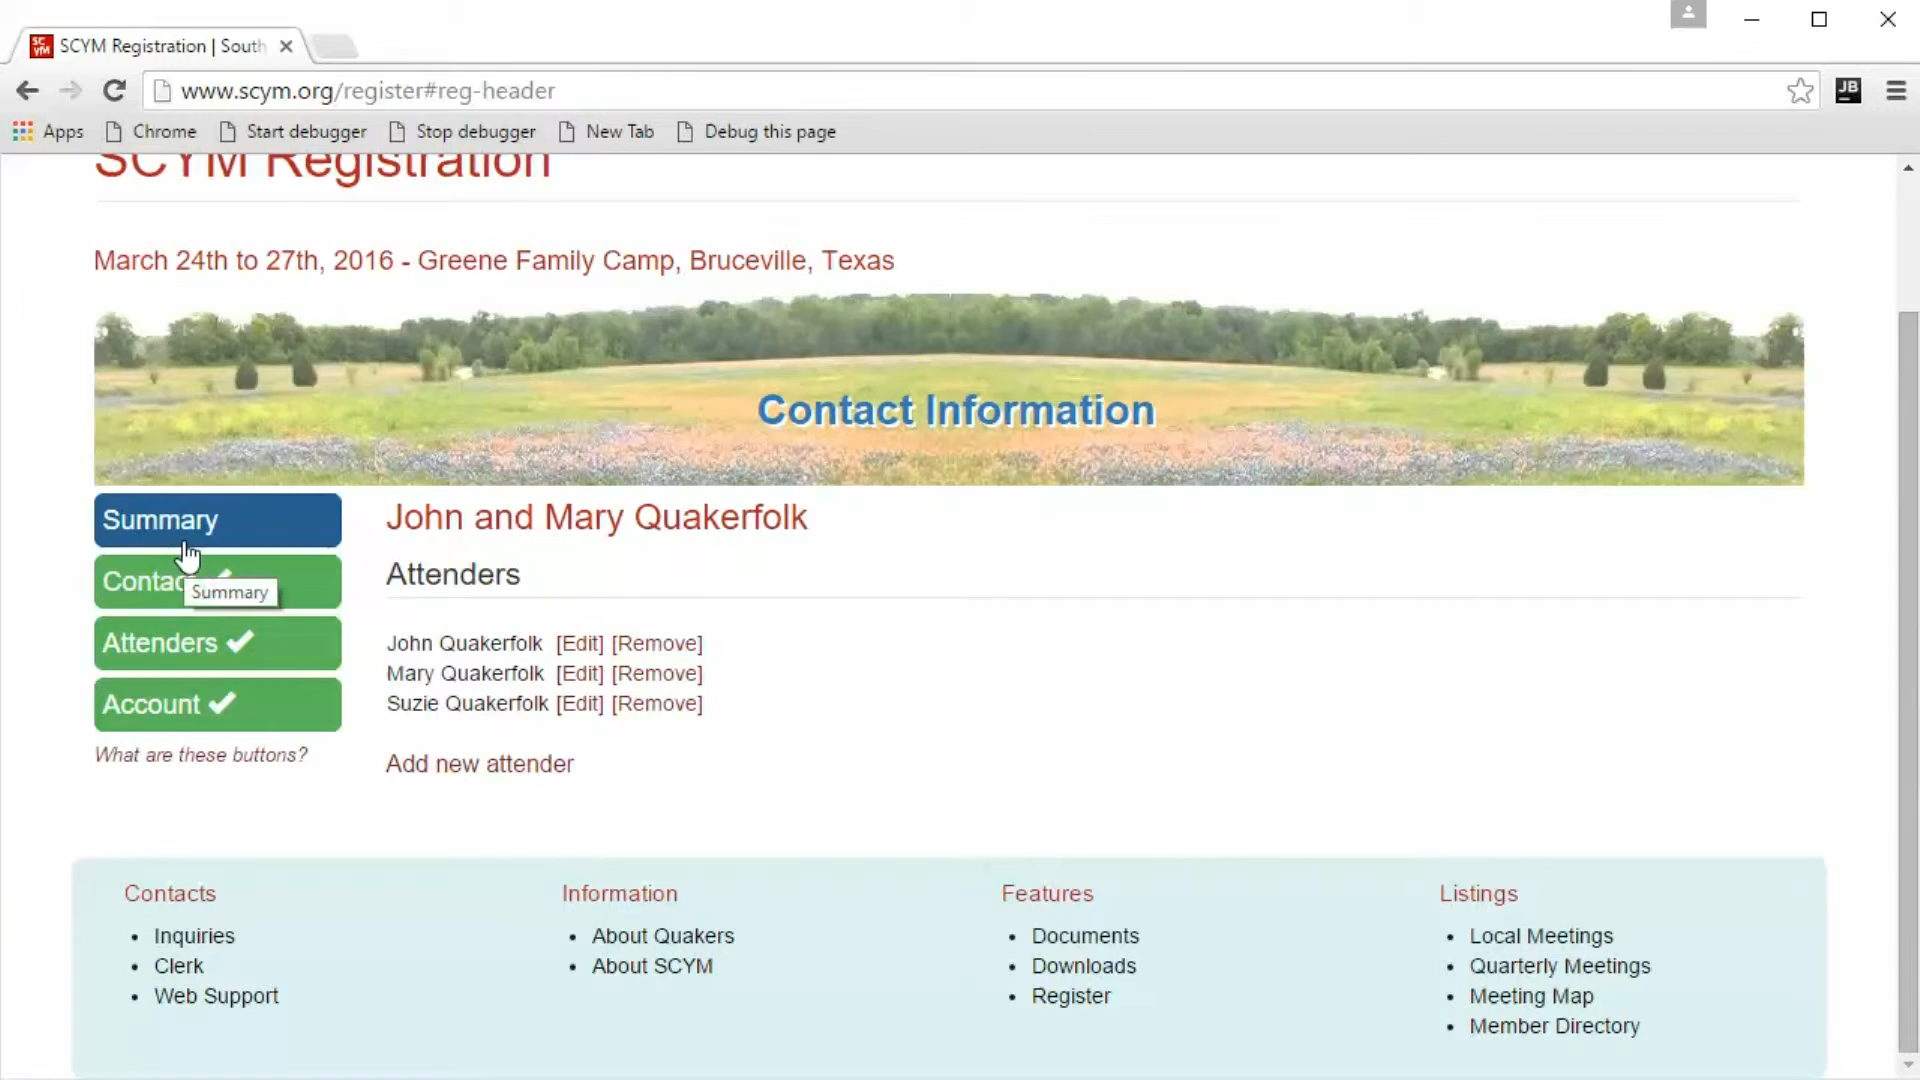 SCYM Registration | South
www.scym.org/register#reg-header
JB
Apps Chrome Start debugger Stop debugger New Tab Debug this page
SCYM Registration
March 24th to 27th, 2016 - Greene Family Camp, Bruceville, Texas
Contact Information
Summary
Contac
Summary
Attenders
Account
What are these buttons?
John and Mary Quakerfolk
Attenders
John Quakerfolk [Edit] [Remove]
Mary Quakerfolk [Edit] [Remove]
Suzie Quakerfolk [Edit] [Remove]
Add new attender
Contacts
• Inquiries
• Clerk
• Web Support
Information
• About Quakers
• About SCYM
Features
• Documents
• Downloads
• Register
Listings
• Local Meetings
• Quarterly Meetings
• Meeting Map
• Member Directory